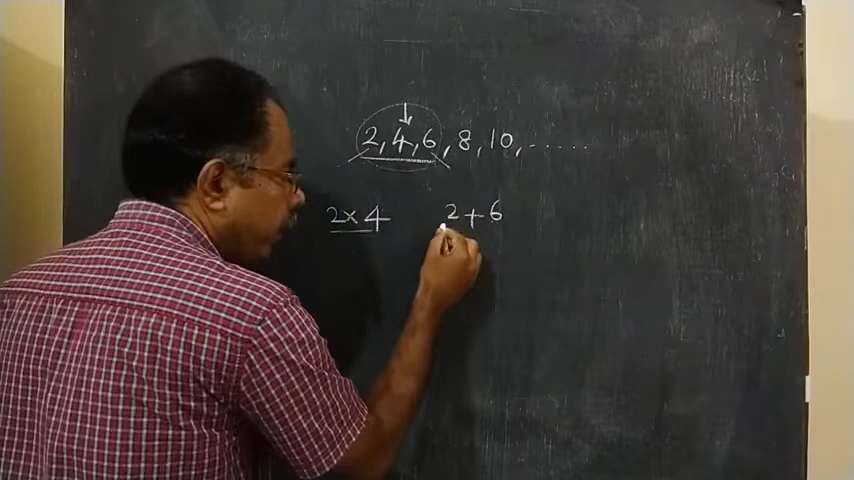 2, 4, 6, 8, 10, ......
2 × 4 2 + 6